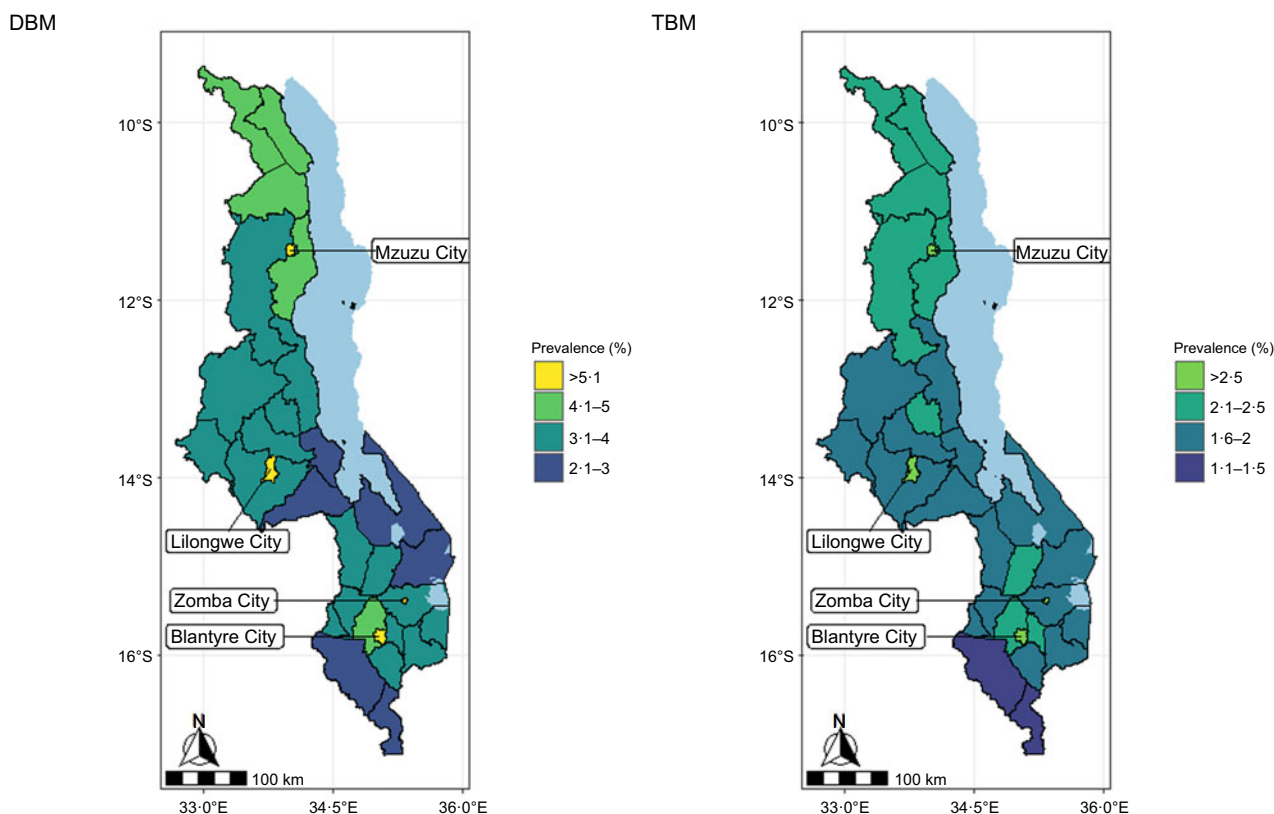 DBM
10°S
12°S
14°S
16°S
Mzuzu City
Lilongwe City
Zomba City
Blantyre City
N
100 km
33·0°E
34·5°E
36·0°E
Prevalence (%)
>5·1
4·1–5
3·1–4
2·1–3
TBM
10°S
12°S
14°S
16°S
Mzuzu City
Lilongwe City
Zomba City
Blantyre City
N
100 km
33·0°E
34·5°E
36·0°E
Prevalence (%)
>2·5
2·1–2·5
1·6–2
1·1–1·5